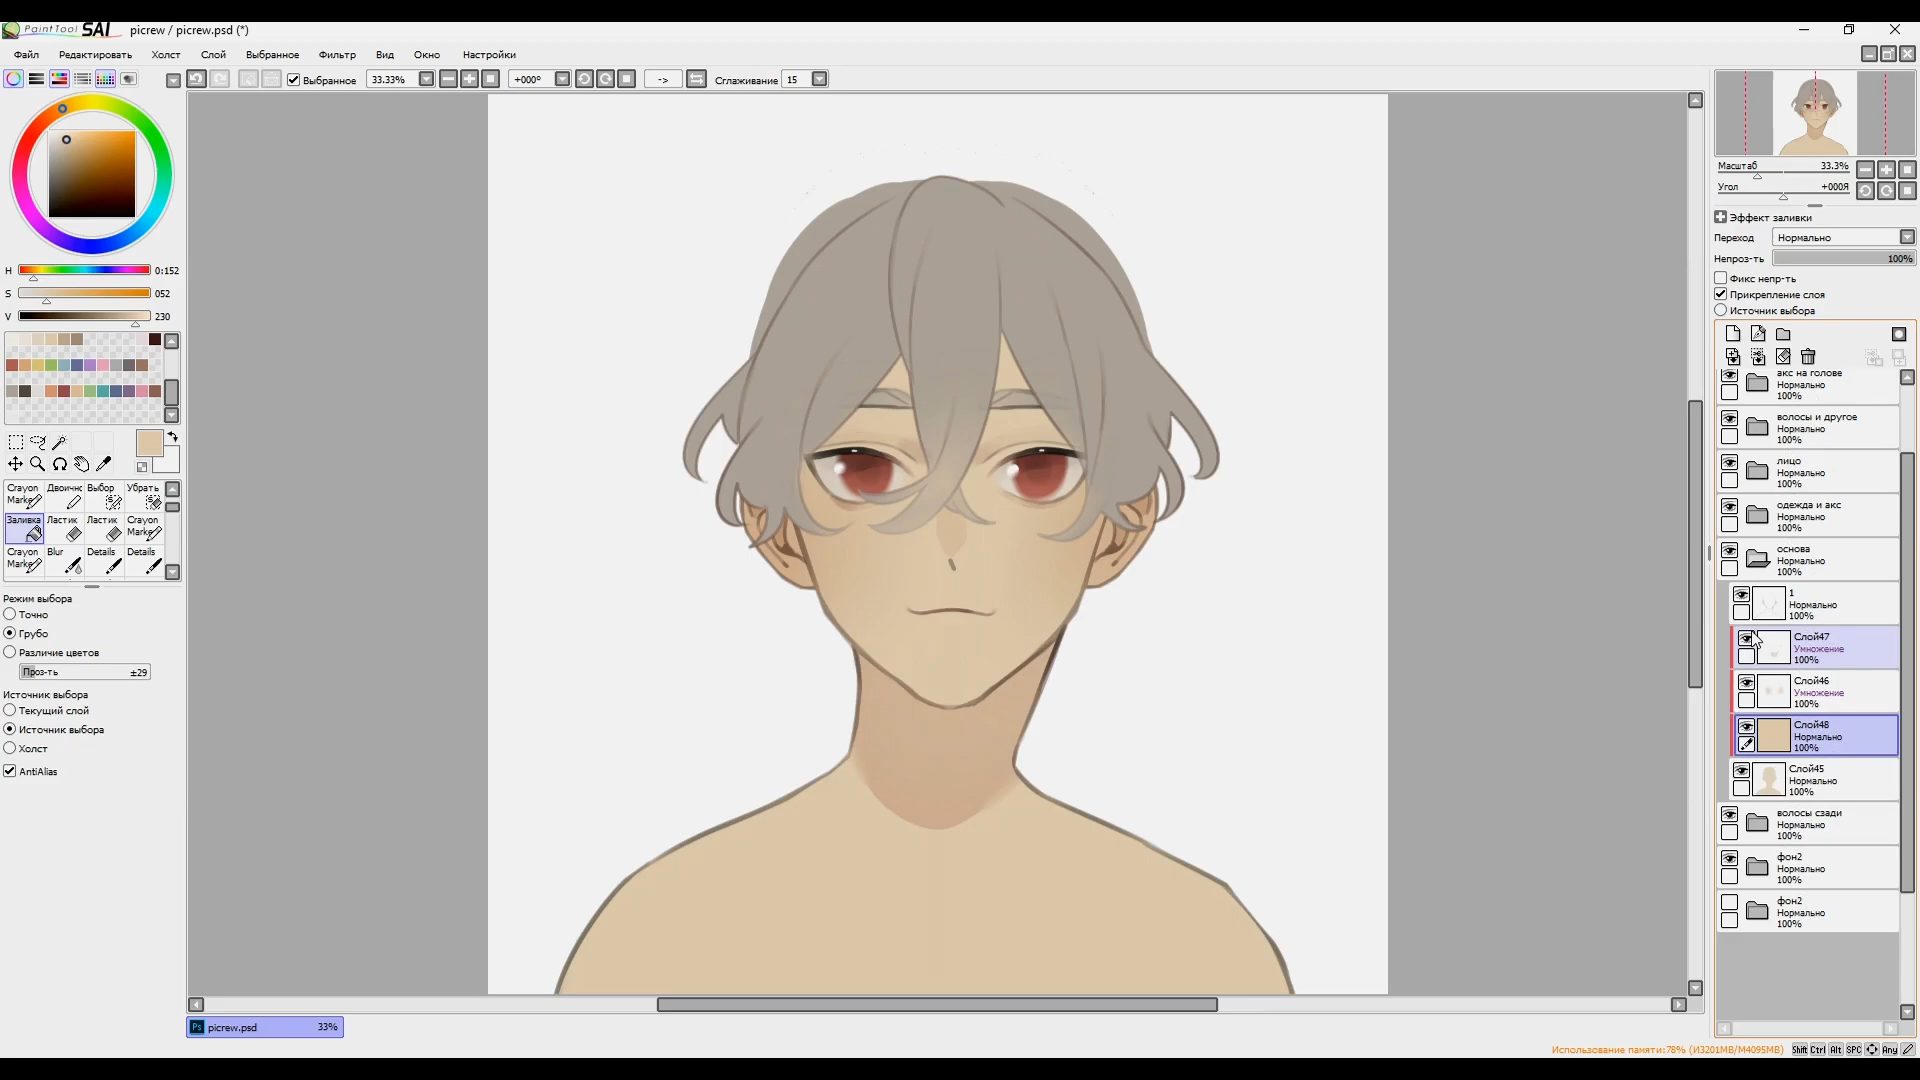 PaintTool SAI picrew / picrew.psd (*)
Файл Редактировать Холст Слой Выбранное Фильтр Вид Окно Настройки
Выбранное 33.33% +000° -> Сглаживание 15
H 0:152
S 052
V 230
Crayon Marke Двоичн Выбор Убрать
Заливка Ластик Ластик Crayon Marke
Crayon Marke Blur Details Details
Режим выбора
Точно
Грубо
Различие цветов
Проз-ть ±29
Источник выбора
Текущий слой
Источник выбора
Холст
AntiAlias
Ps picrew.psd 33%
Масштаб 33.3%
Угол +000Я
Эффект заливки
Переход Нормально
Непроз-ть 100%
Фикс непр-ть
Прикрепление слоя
Источник выбора
акс на голове
Нормально
100%
волосы и другое
Нормально
100%
лицо
Нормально
100%
одежда и акс
Нормально
100%
основа
Нормально
100%
1
Нормально
100%
Слой47
Умножение
100%
Слой46
Умножение
100%
Слой48
Нормально
100%
Слой45
Нормально
100%
волосы сзади
Нормально
100%
фон2
Нормально
100%
фон2
Нормально
100%
Использование памяти:78% (И3201MB/М4095MB) Shift Ctrl Alt SPC Any